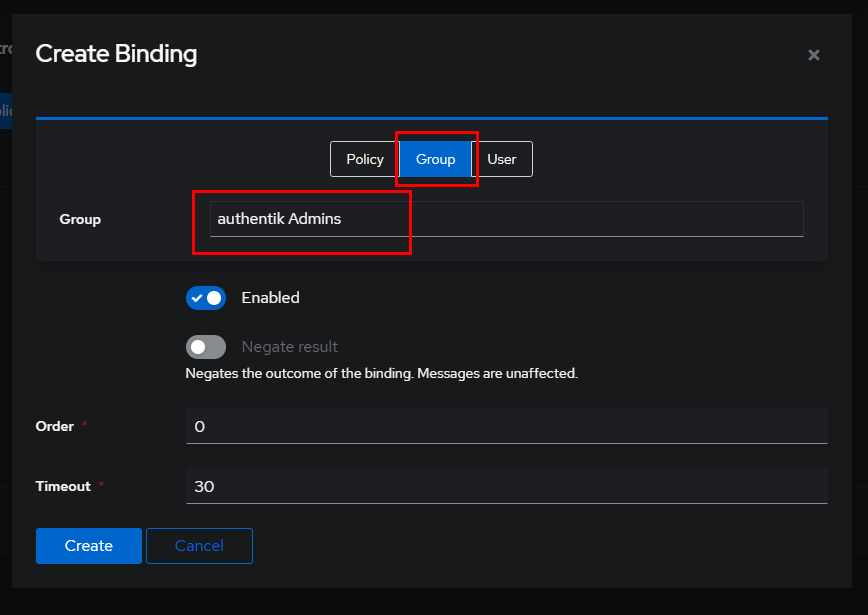 Create Binding
Policy Group User
Group authentik Admins
Enabled
Negate result
Negates the outcome of the binding. Messages are unaffected.
Order * 0
Timeout * 30
Create Cancel